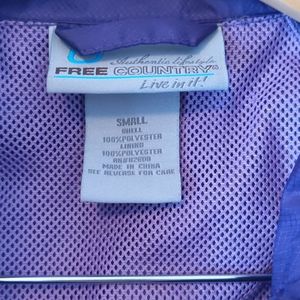 Authentic lifestyle
FREE COUNTRY®
Live in it!
SMALL
SHELL
100%POLYESTER
LINING
100%POLYESTER
RN#82600
MADE IN CHINA
SEE REVERSE FOR CARE